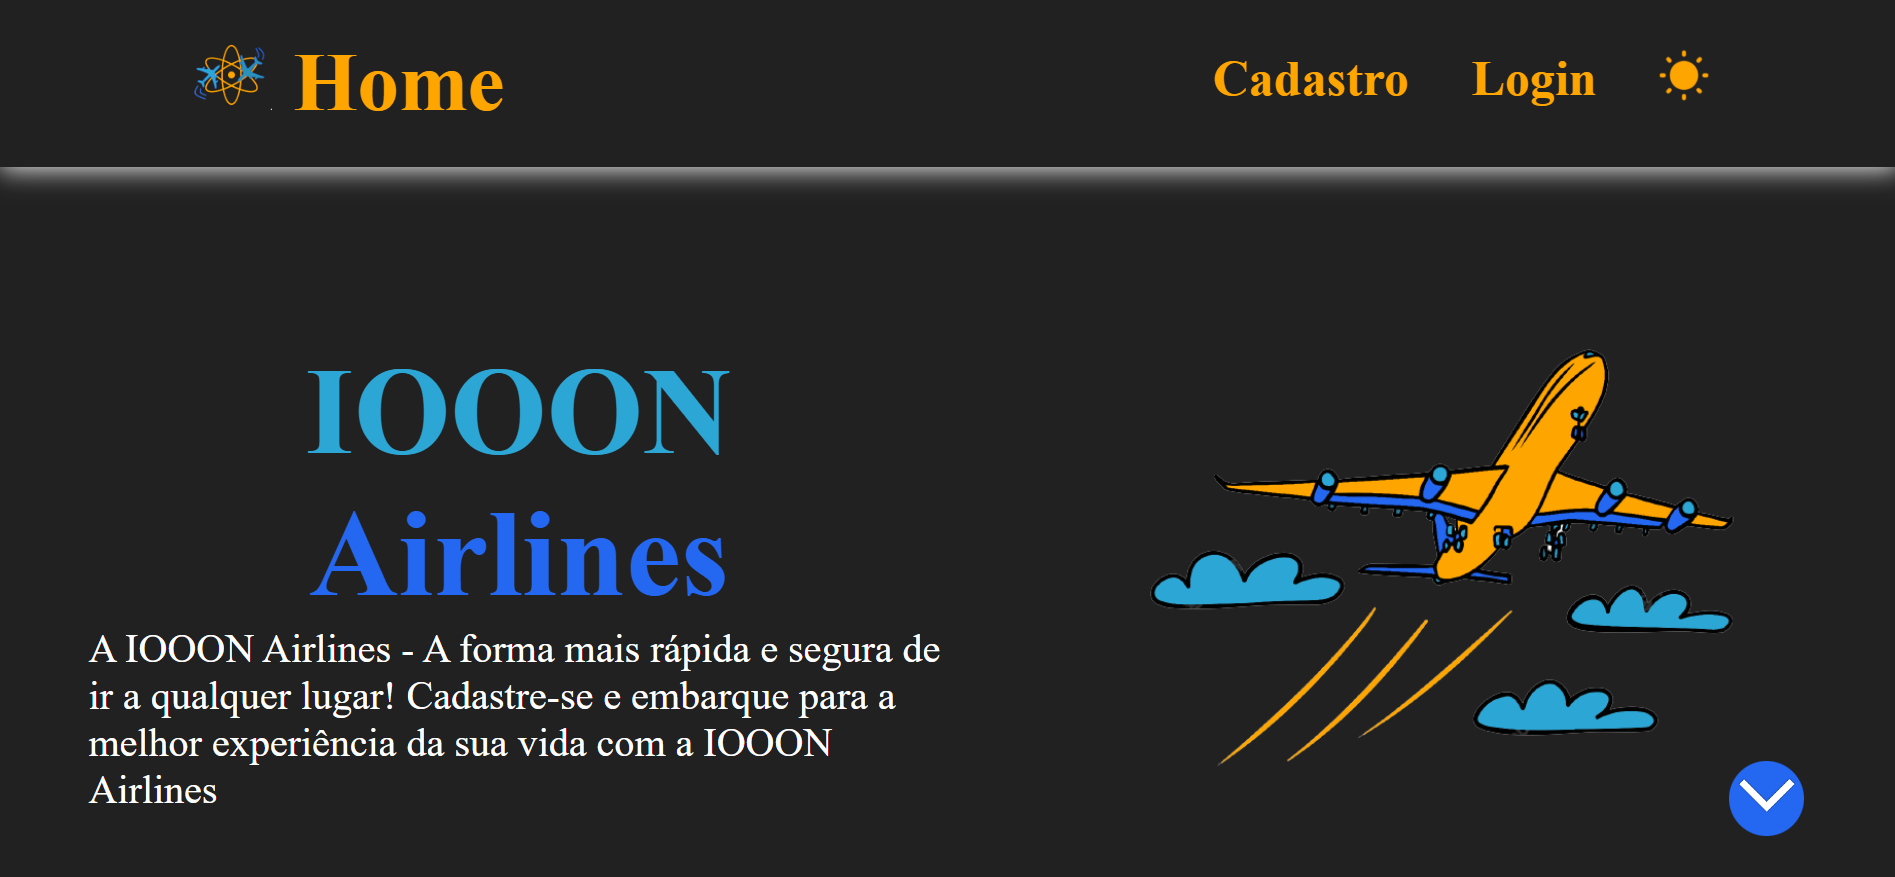 Home
Cadastro
Login
IOOON
Airlines
A IOOON Airlines - A forma mais rápida e segura de
ir a qualquer lugar! Cadastre-se e embarque para a
melhor experiência da sua vida com a IOOON
Airlines